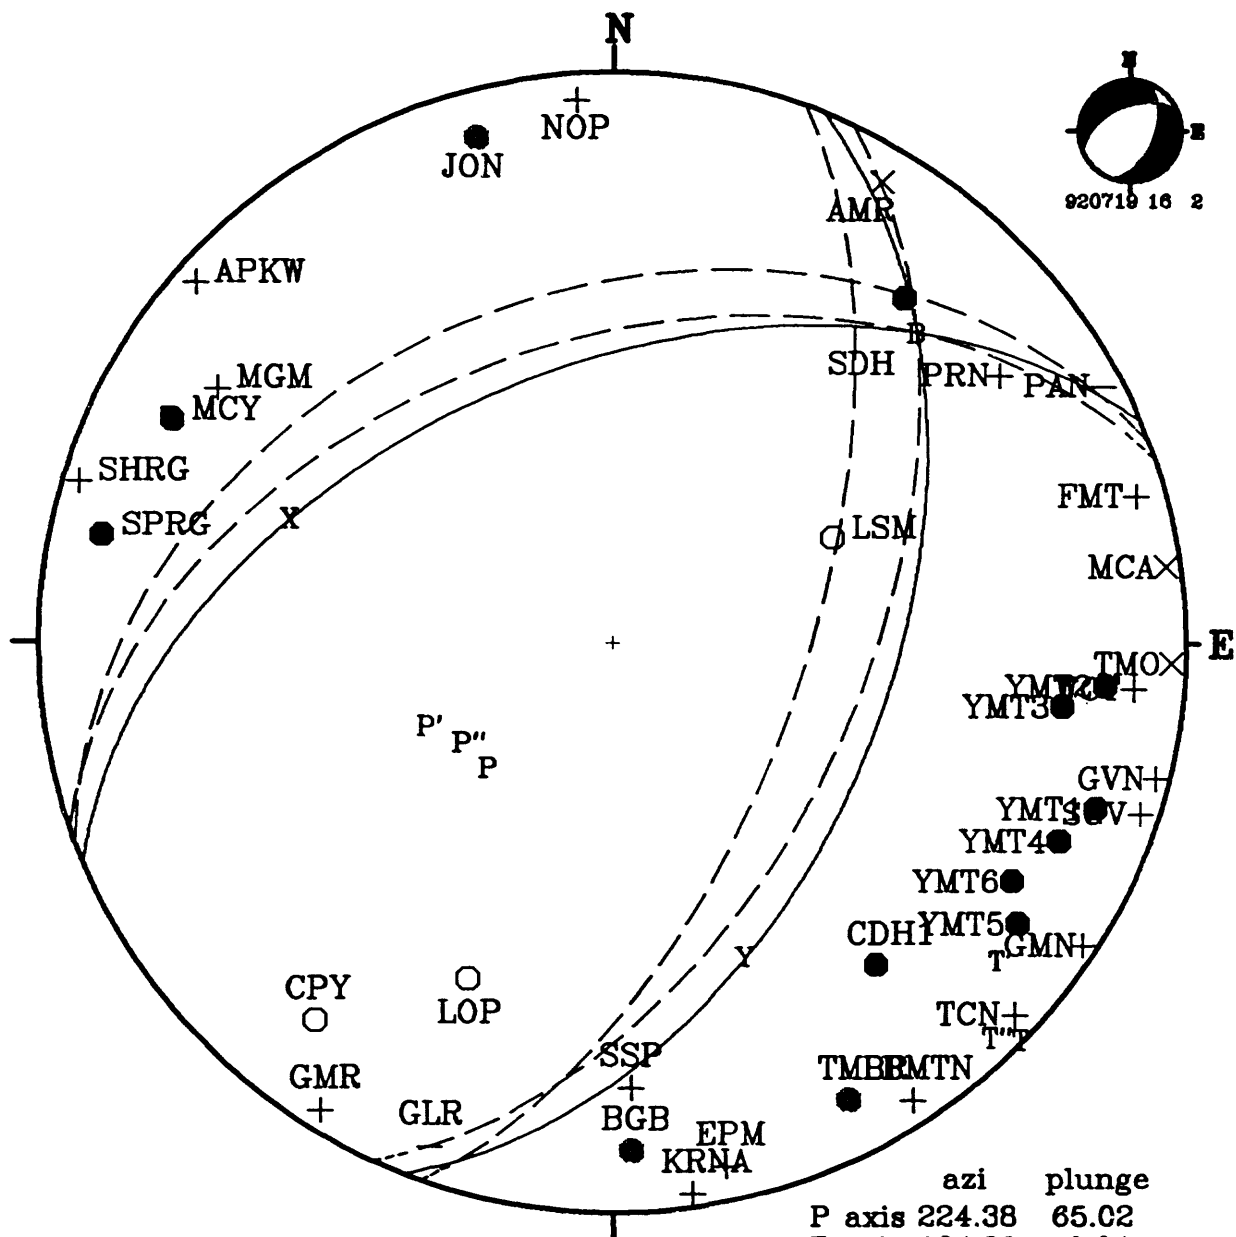 N
N
NOP
JON
E
920719 16 2
AMR
APKW
B
SDH
PRN
PAN
MGM
MCY
SHRG
FMT
SPRG
X
LSM
MCA
E
TMO
YMT3
P'
P''
P
GVN
YMT4
YMT6
YMT5
CDH1
GMN
T'
Y
CPY
LOP
TCN
T''
T
SSP
GMR
GLR
BGB
EPM
KRNA
azi plunge
P axis 224.38 65.02